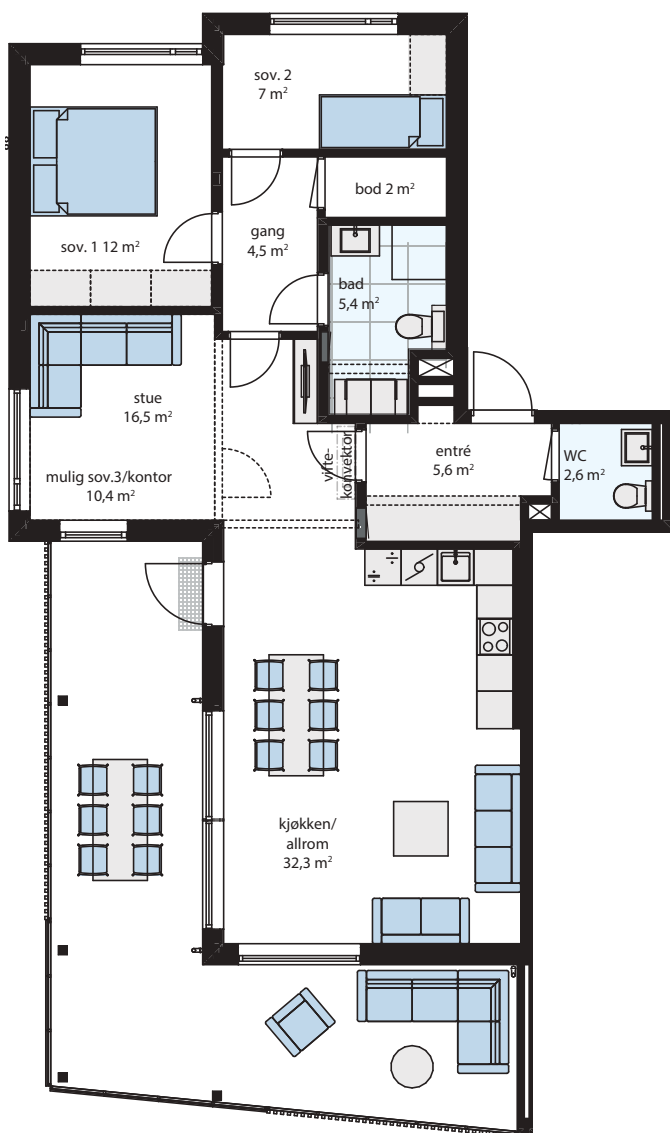 sov. 2
7 m²
bod 2 m²
gang
4,5 m²
sov. 1 12 m²
bad
5,4 m²
stue
16,5 m²
mulig sov.3/kontor
10,4 m²
vifte-
konvektor
entré
5,6 m²
WC
2,6 m²
kjøkken/
allrom
32,3 m²